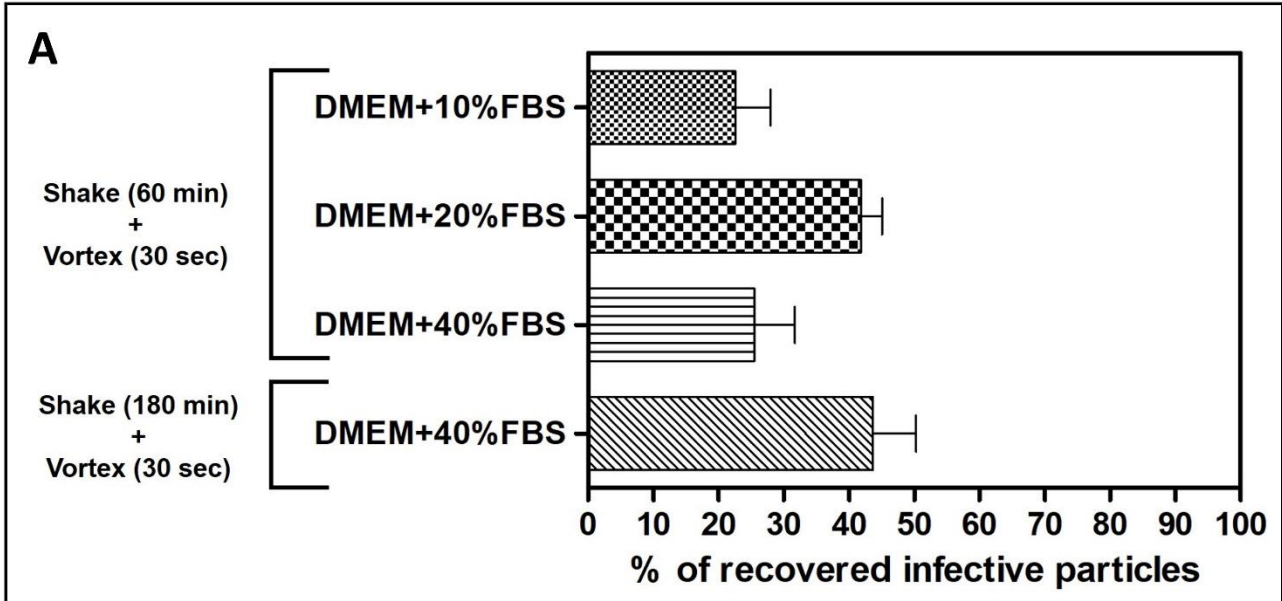 A
Shake (60 min)
+
Vortex (30 sec)
DMEM+10%FBS
DMEM+20%FBS
DMEM+40%FBS
Shake (180 min)
+
Vortex (30 sec)
DMEM+40%FBS
0 10 20 30 40 50 60 70 80 90 100
% of recovered infective particles